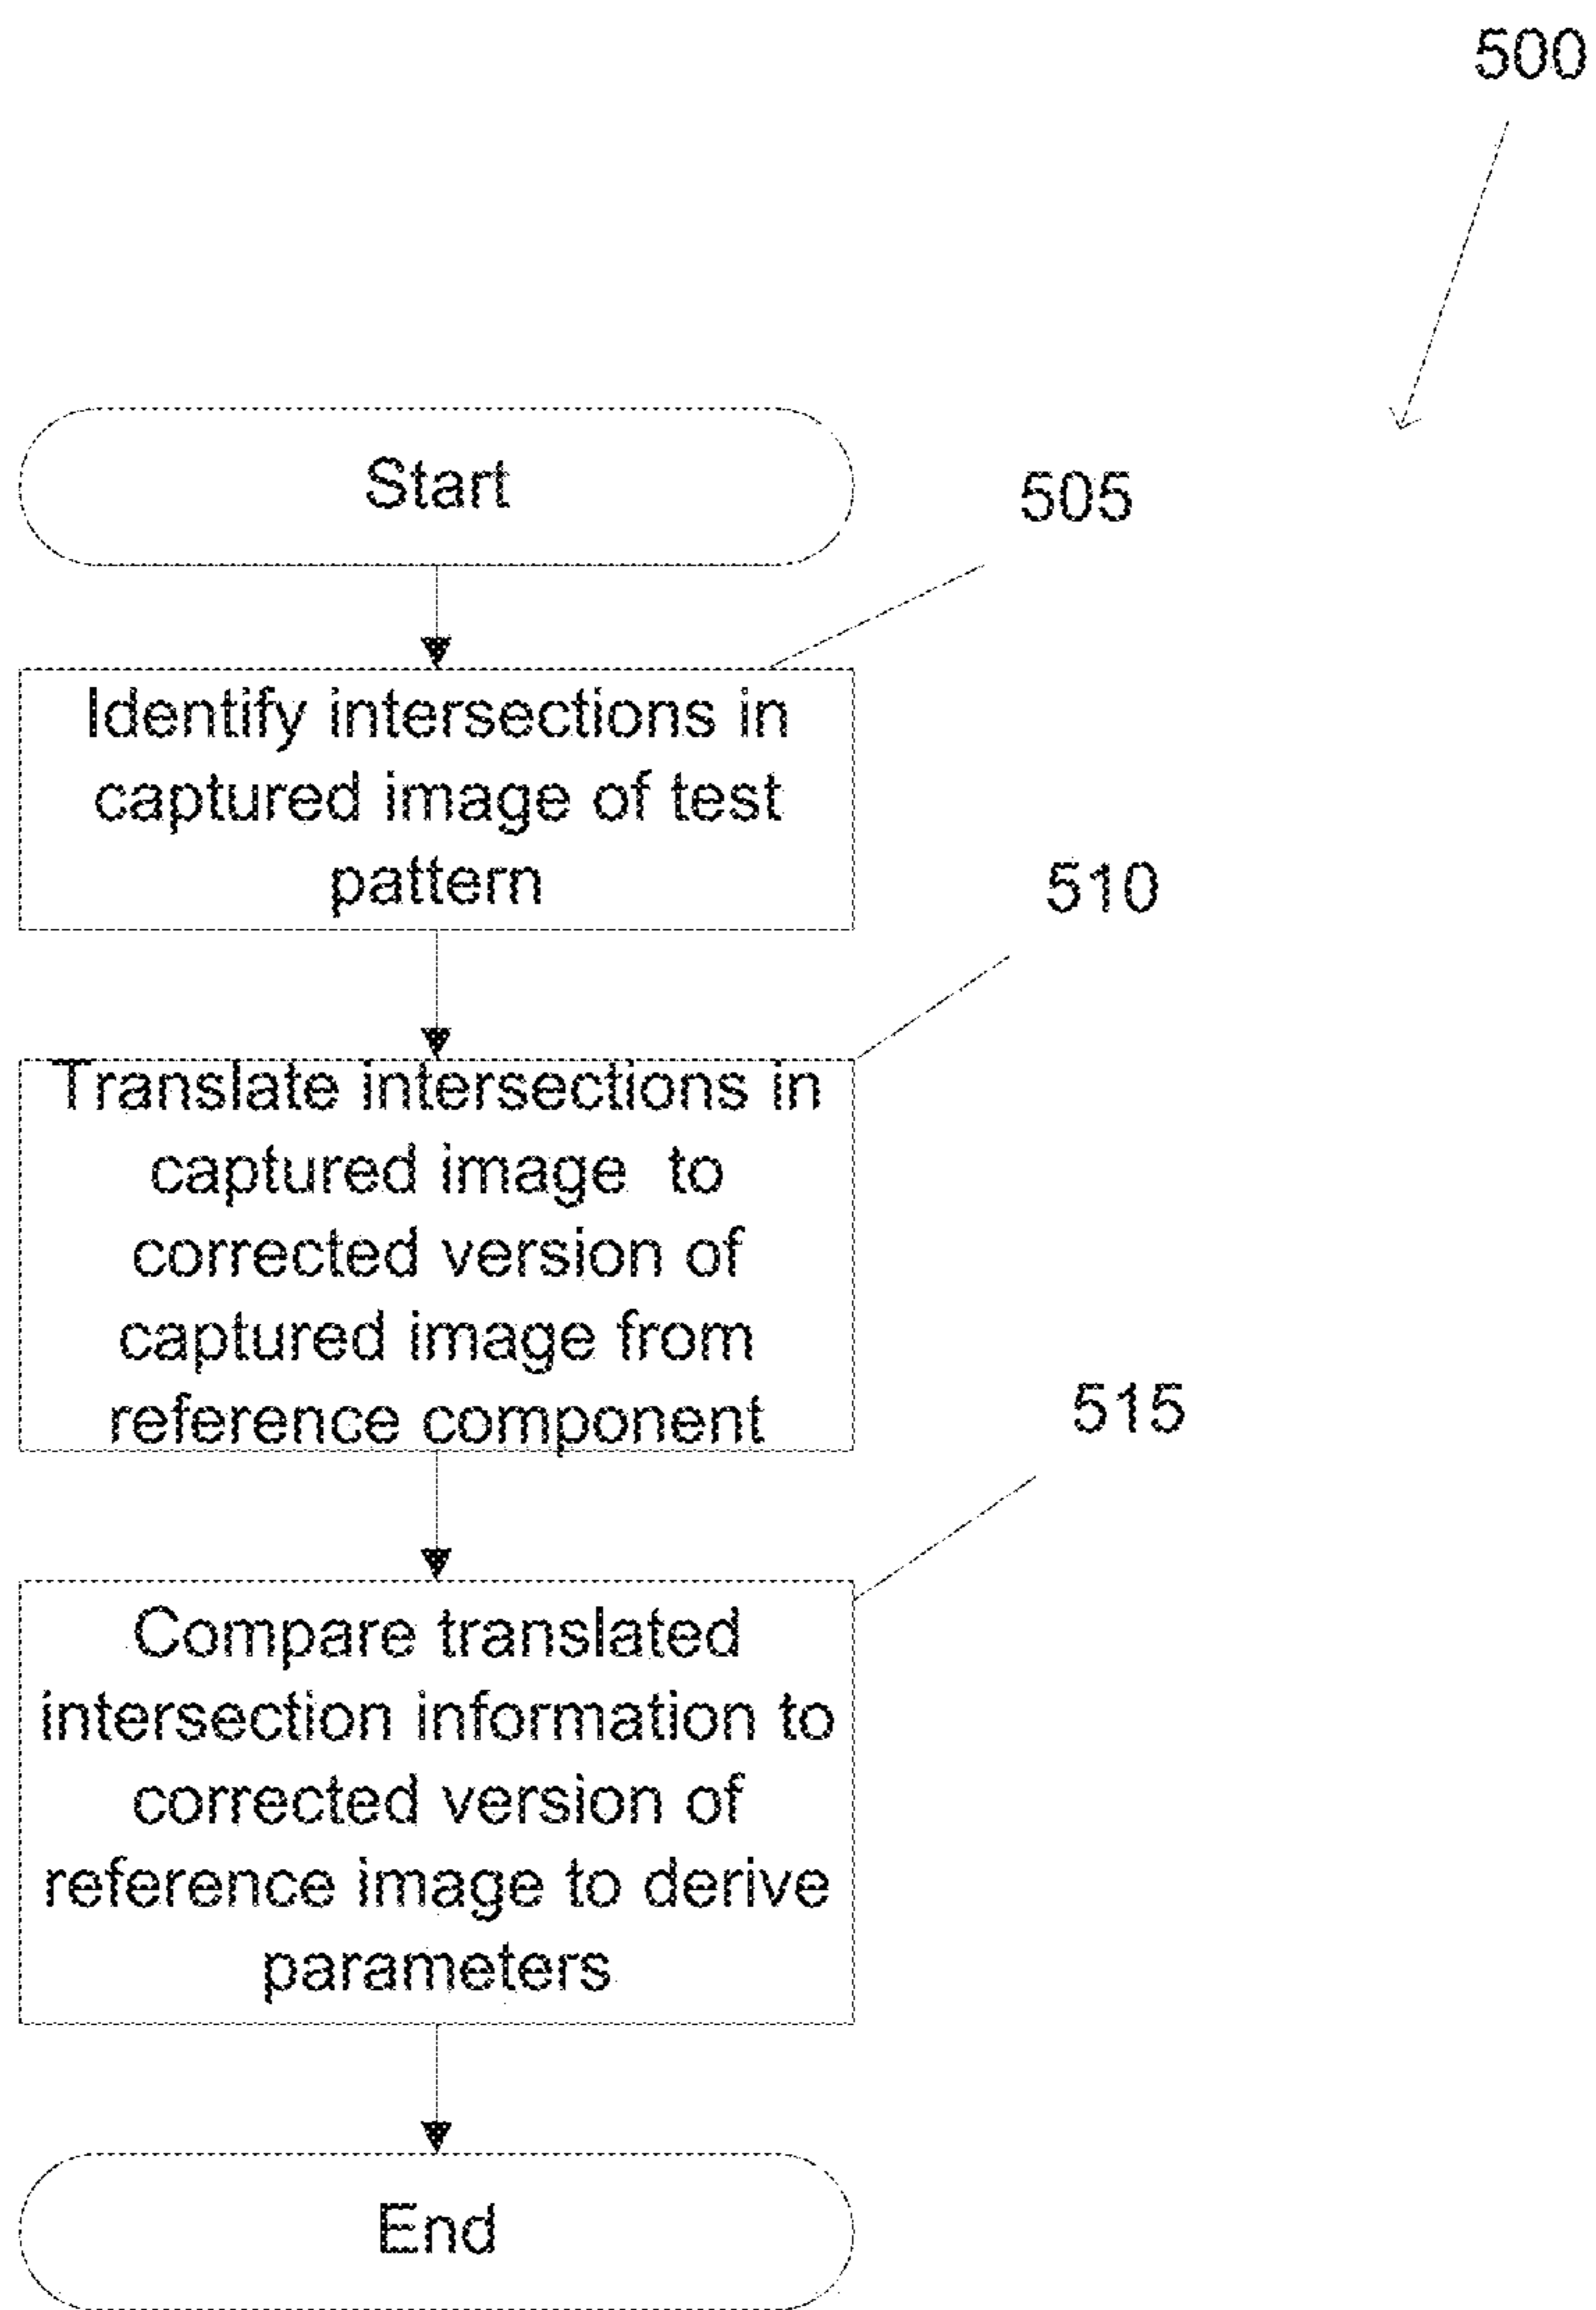 500
Start
505
Identify intersections in
captured image of test
pattern
510
Translate intersections in
captured image to
corrected version of
captured image from
reference component
515
Compare translated
intersection information to
corrected version of
reference image to derive
parameters
End